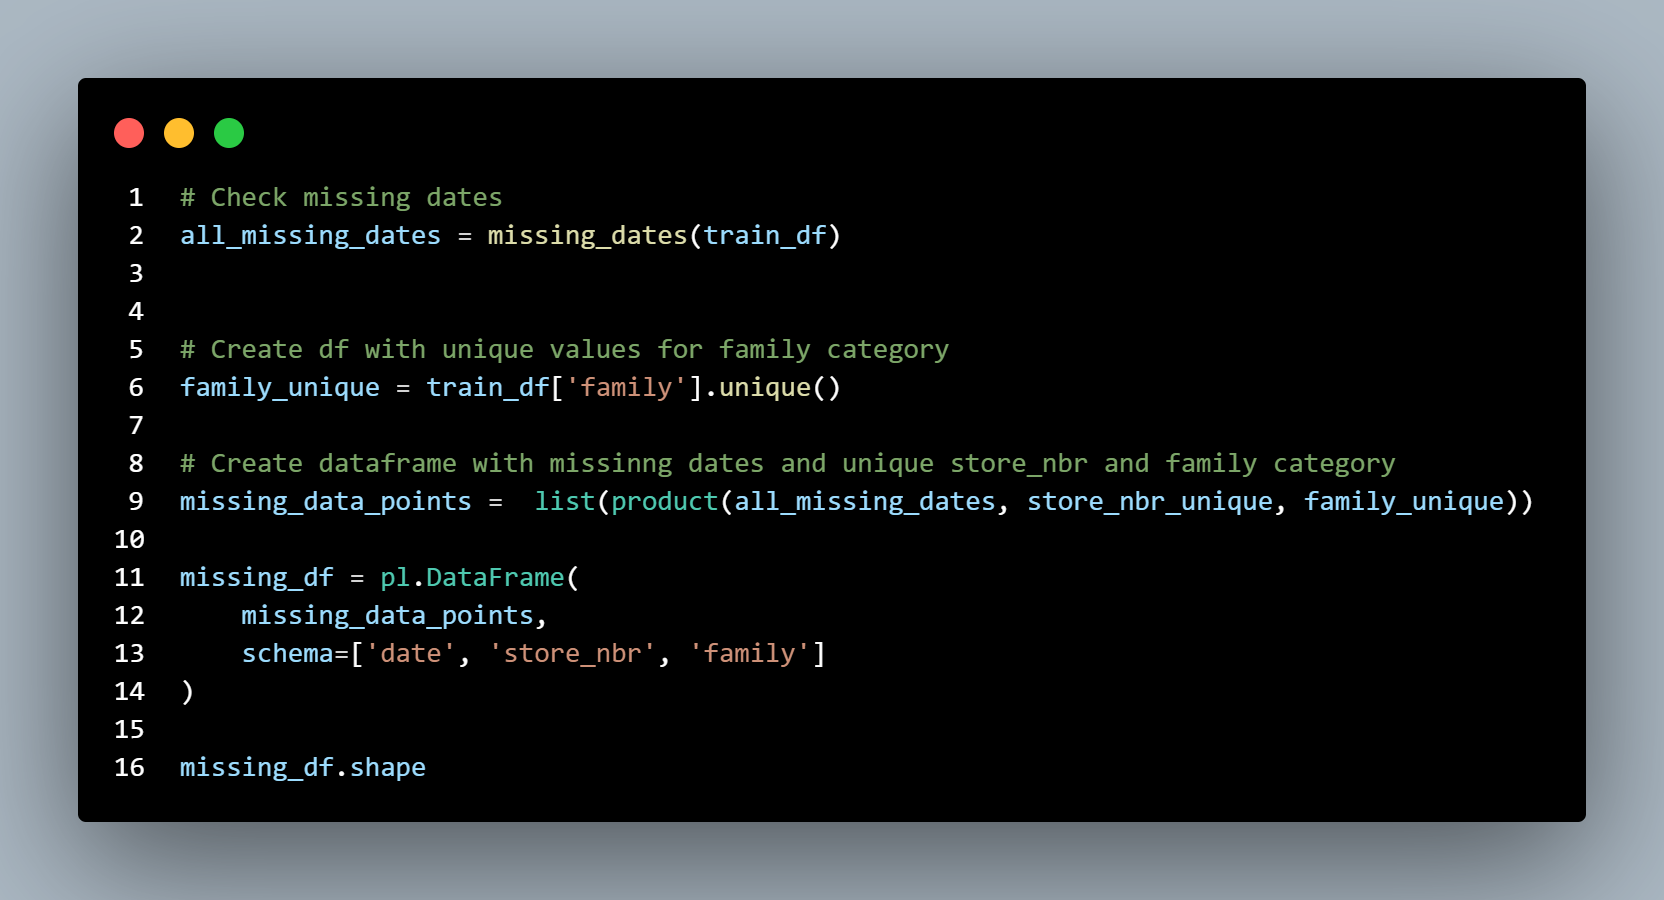 1 # Check missing dates
2 all_missing_dates = missing_dates(train_df)
3
4
5 # Create df with unique values for family category
6 family_unique = train_df['family'].unique()
7
8 # Create dataframe with missinng dates and unique store_nbr and family category
9 missing_data_points =  list(product(all_missing_dates, store_nbr_unique, family_unique))
10
11 missing_df = pl.DataFrame(
12     missing_data_points,
13     schema=['date', 'store_nbr', 'family']
14 )
15
16 missing_df.shape